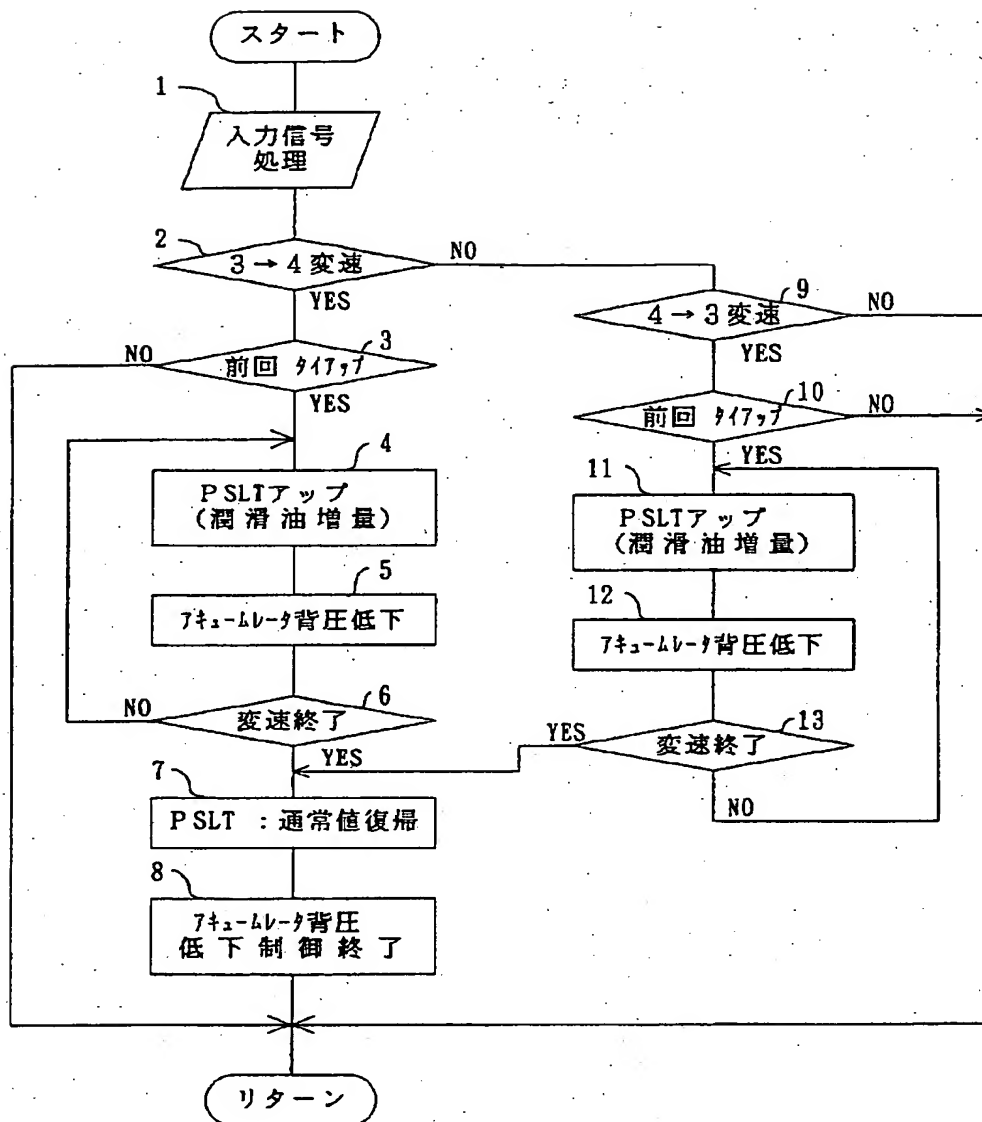 スタート
1
入力信号
処理
2
3→4変速
NO
YES
3
前回 タイアップ
NO
YES
4
PSLTアップ
(潤滑油増量)
5
アキュームレータ背圧低下
6
変速終了
NO
YES
7
PSLT :通常値復帰
8
アキュームレータ背圧
低下制御終了
リターン
9
4→3変速
NO
YES
10
前回 タイアップ
NO
YES
11
PSLTアップ
(潤滑油増量)
12
アキュームレータ背圧低下
13
変速終了
YES
NO